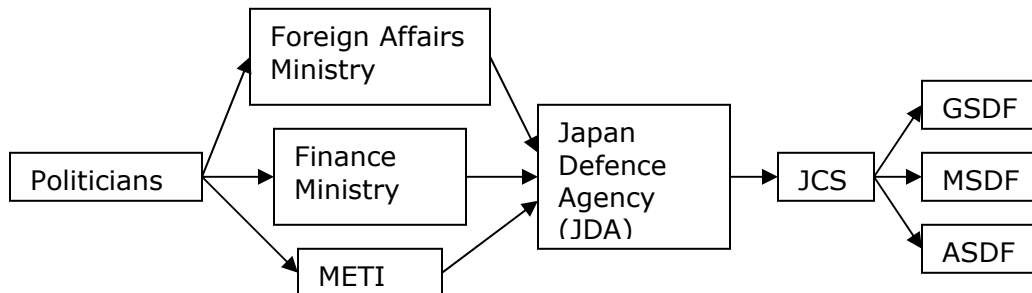 Foreign Affairs
Ministry
Politicians
Finance
Ministry
METI
Japan
Defence
Agency
(JDA)
JCS
GSDF
MSDF
ASDF